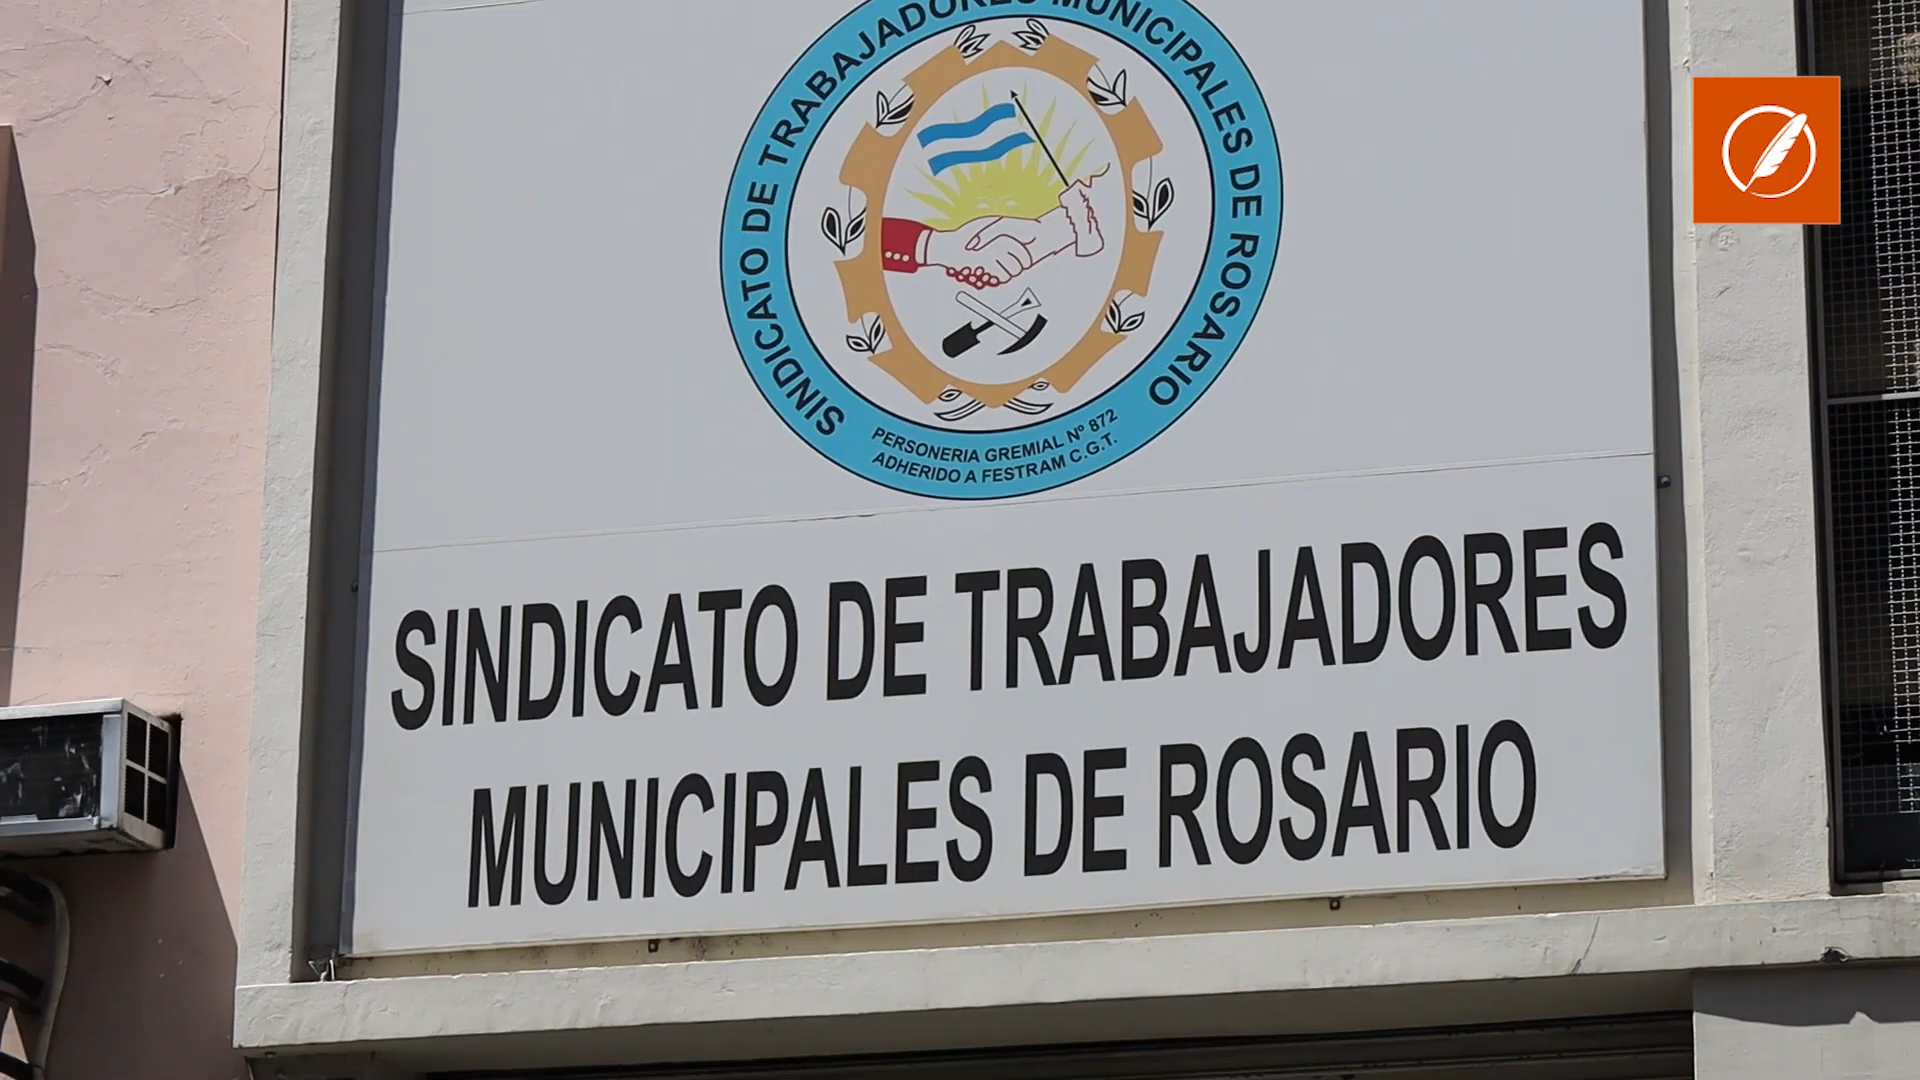 SINDICATO DE TRABAJADORES MUNICIPALES DE ROSARIO
PERSONERIA GREMIAL Nº 872
ADHERIDO A FESTRAM C.G.T.
SINDICATO DE TRABAJADORES
MUNICIPALES DE ROSARIO